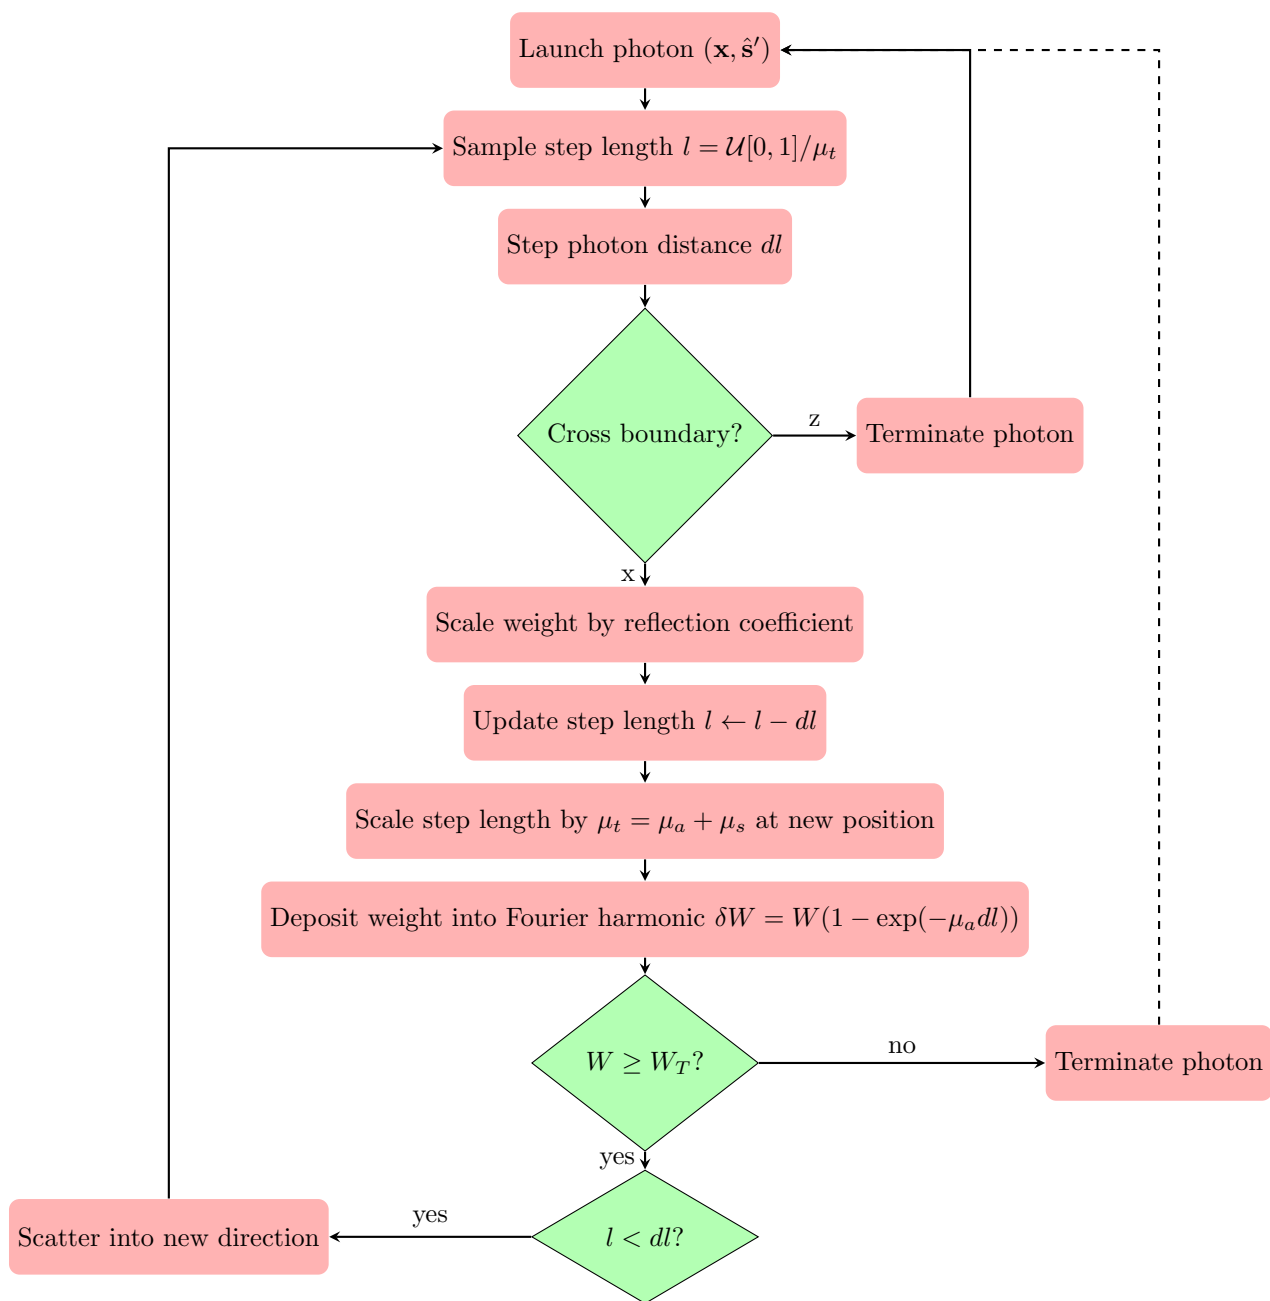 Launch photon (𝐱, 𝐬̂′)
Sample step length l = 𝒰[0, 1]/μ_t
Step photon distance dl
Cross boundary?
z
Terminate photon
x
Scale weight by reflection coefficient
Update step length l ← l − dl
Scale step length by μ_t = μ_a + μ_s at new position
Deposit weight into Fourier harmonic δW = W(1 − exp(−μ_a dl))
W ≥ W_T?
no
Terminate photon
yes
l < dl?
yes
Scatter into new direction